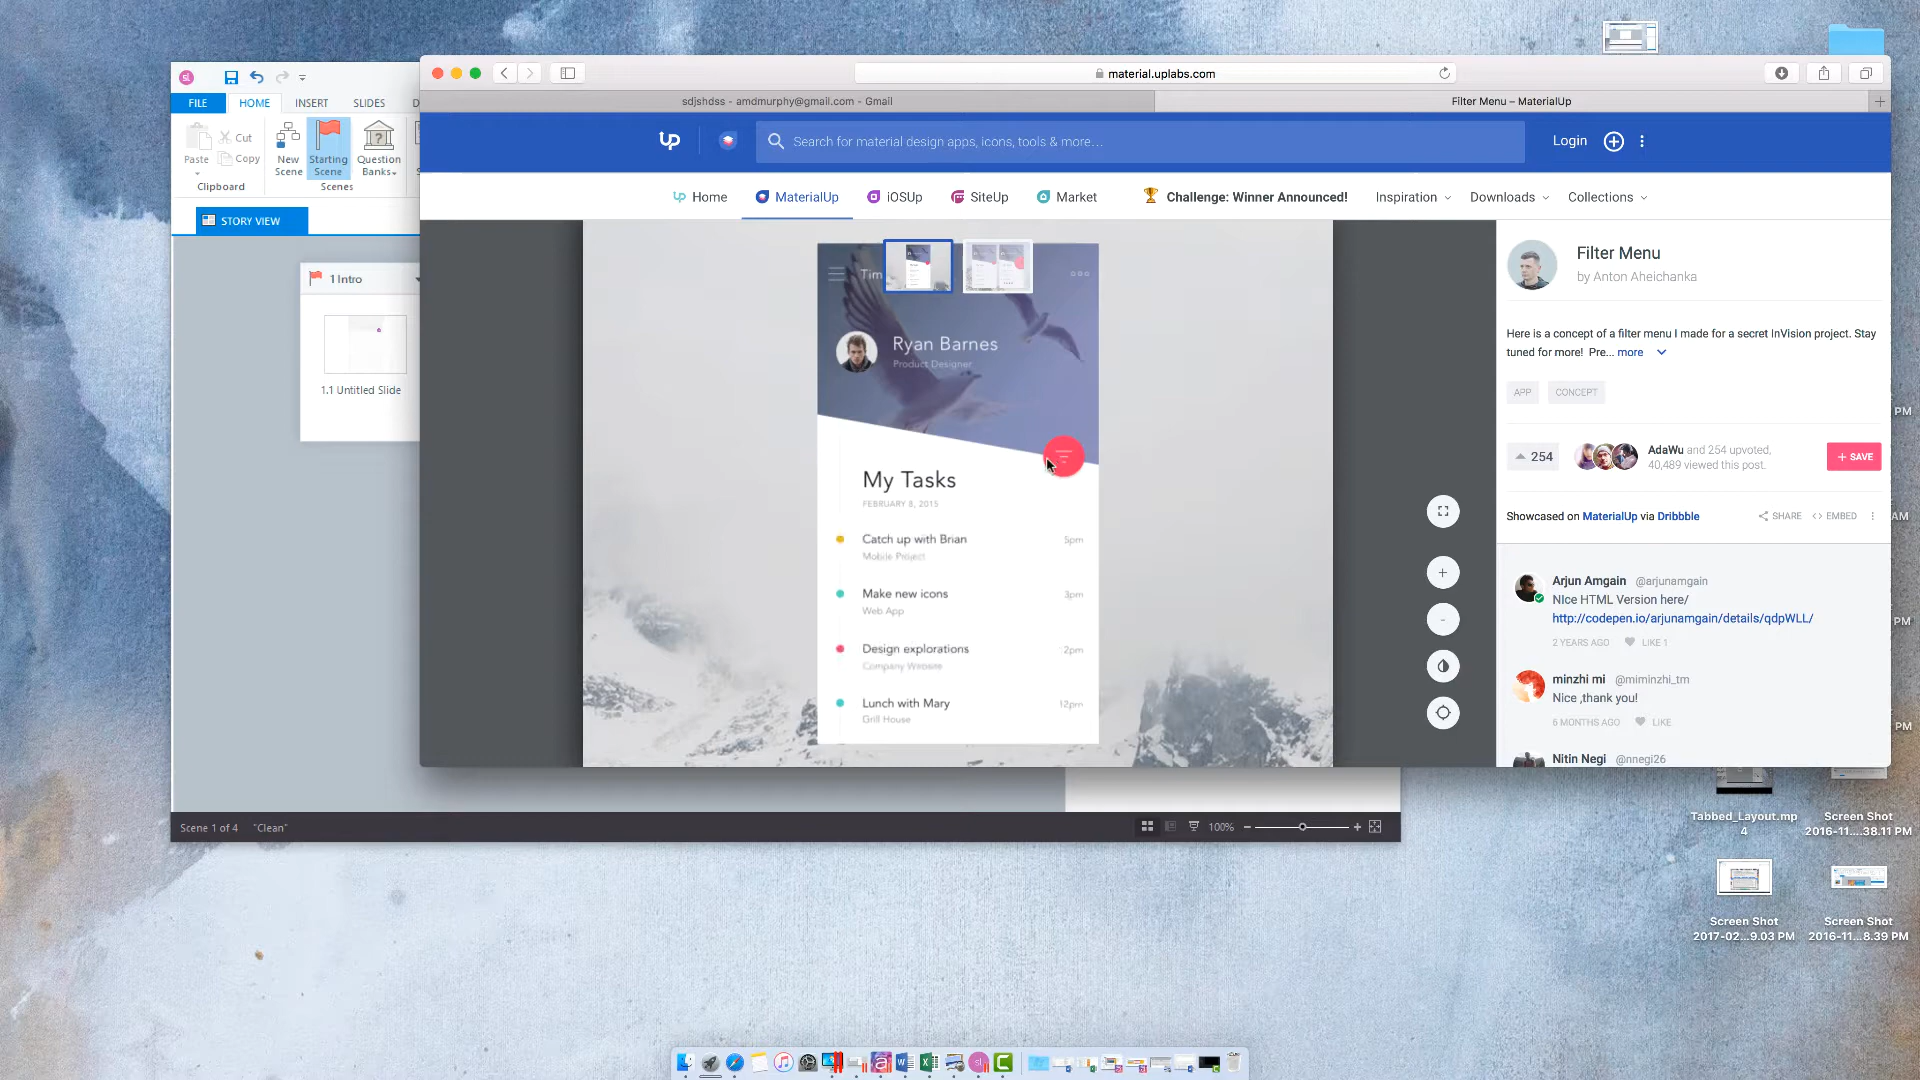 FILE
HOME
INSERT
SLIDES
Paste
Cut
Copy
Clipboard
New Scene
Starting Scene
Question Banks
Scenes
STORY VIEW
1 Intro
1.1 Untitled Slide
Scene 1 of 4
"Clean"
100%
material.uplabs.com
sdjshdss - amdmurphy@gmail.com - Gmail
Filter Menu – MaterialUp
Search for material design apps, icons, tools & more...
Login
Home
MaterialUp
iOSUp
SiteUp
Market
Challenge: Winner Announced!
Inspiration
Downloads
Collections
Tim
Ryan Barnes
Product Designer
My Tasks
FEBRUARY 8, 2015
Catch up with Brian
5pm
Mobile Project
Make new icons
3pm
Web App
Design explorations
2pm
Company Website
Lunch with Mary
12pm
Grill House
Filter Menu
by Anton Aheichanka
Here is a concept of a filter menu I made for a secret InVision project. Stay
tuned for more! Pre... more
APP
CONCEPT
254
AdaWu and 254 upvoted,
40,489 viewed this post.
+ SAVE
Showcased on MaterialUp via Dribbble
SHARE
EMBED
Arjun Amgain @arjunamgain
NIce HTML Version here/
http://codepen.io/arjunamgain/details/qdpWLL/
2 YEARS AGO
LIKE 1
minzhi mi @miminzhi_tm
Nice ,thank you!
6 MONTHS AGO
LIKE
Nitin Negi @nnegi26
PM
AM
PM
PM
Tabbed_Layout.mp
4
Screen Shot
2016-11....38.11 PM
Screen Shot
2017-02...9.03 PM
Screen Shot
2016-11...8.39 PM